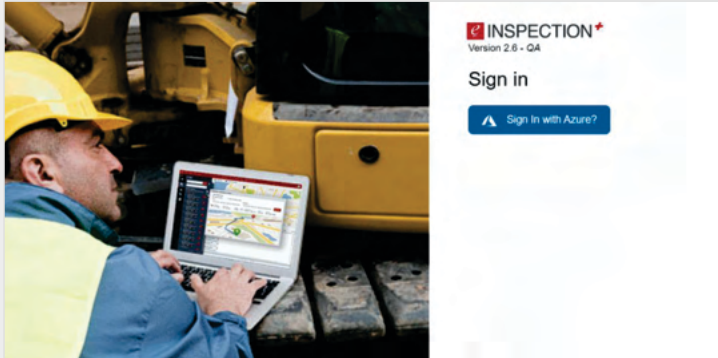 e INSPECTION+
Version 2.6 - QA
Sign in
Sign In with Azure?